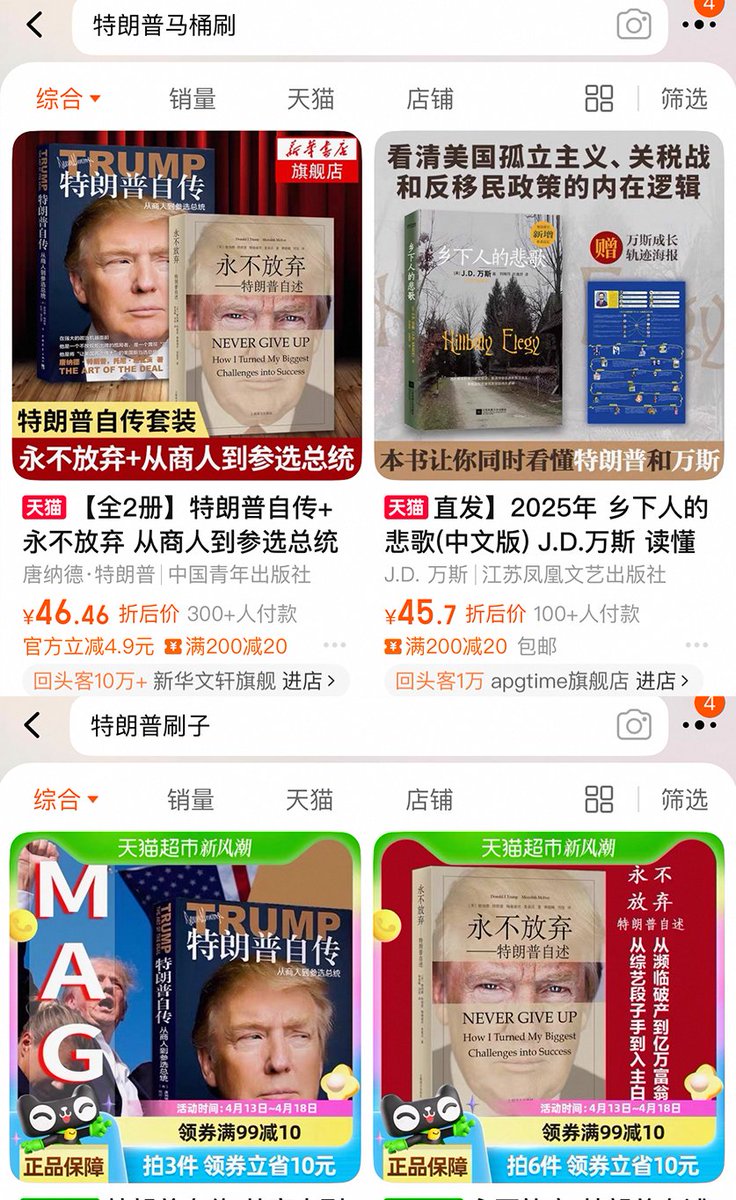 特朗普马桶刷
4
综合
销量
天猫
店铺
筛选
新华书店
旗舰店
TRUMP
特朗普自传
从商人到参选总统
永不放弃
——特朗普自述
NEVER GIVE UP
How I Turned My Biggest
Challenges into Success
唐纳德·特朗普
THE ART OF THE DEAL
特朗普自传套装
永不放弃+从商人到参选总统
天猫 【全2册】特朗普自传+
永不放弃 从商人到参选总统
唐纳德·特朗普|中国青年出版社
¥46.46 折后价 300+人付款
官方立减4.9元 满200减20
回头客10万+ 新华文轩旗舰 进店
看清美国孤立主义、关税战
和反移民政策的内在逻辑
乡下人的悲歌
J.D.万斯
新增
Hillbilly Elegy
赠
万斯成长
轨迹海报
本书让你同时看懂特朗普和万斯
天猫 直发】2025年 乡下人的
悲歌(中文版) J.D.万斯 读懂
J.D. 万斯|江苏凤凰文艺出版社
¥45.7 折后价 100+人付款
满200减20 包邮
回头客1万 apgtime旗舰店 进店
特朗普刷子
4
综合
销量
天猫
店铺
筛选
天猫超市新风潮
MAG
TRUMP
特朗普自传
从商人到参选总统
活动时间:4月13日~4月18日
领券满99减10
正品保障
拍3件 领券立省10元
天猫超市新风潮
永不放弃
——特朗普自述
NEVER GIVE UP
How I Turned My Biggest
Challenges into Success
永不
放弃
特朗普自述
从濒临破产到亿万富翁
从综艺段子手到入主白
活动时间:4月13日~4月18日
领券满99减10
正品保障
拍6件 领券立省10元